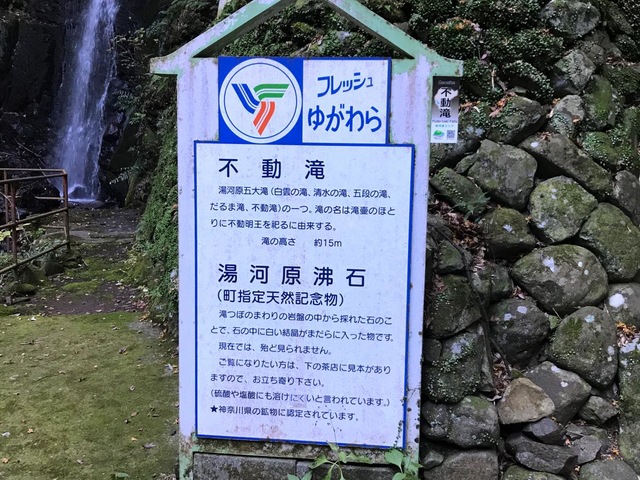 フレッシュ
ゆがわら
不動滝
湯河原五大滝（白雲の滝、清水の滝、五段の滝、
だるま滝、不動滝）の一つ。滝の名は滝壷のほと
りに不動明王を祀るに由来する。
滝の高さ　約15m
湯河原沸石
（町指定天然記念物）
滝つぼのまわりの岩盤の中から採れた石のこ
とで、石の中に白い結晶がまだらに入った物です。
現在では、殆ど見られません。
ご覧になりたい方は、下の茶店に見本があり
ますので、お立ち寄り下さい。
（硫酸や塩酸にも溶けにくいと言われています。）
★神奈川県の鉱物に認定されています。
不動滝